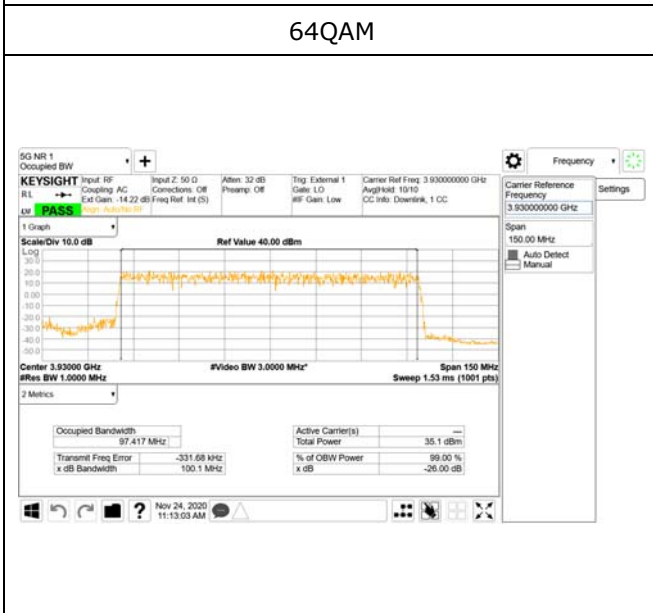 64QAM
5G NR 1
Occupied BW
Frequency
KEYSIGHT
RL
LXI
PASS
Input: RF
Coupling: AC
Ext Gain: -14.22 dB
Align: Auto/No RF
Input Z: 50 Ω
Corrections: Off
Freq Ref: Int (S)
Atten: 32 dB
Preamp: Off
Trig: External 1
Gate: LO
#IF Gain: Low
Carrier Ref Freq: 3.930000000 GHz
Avg|Hold: 10/10
CC Info: Downlink, 1 CC
Carrier Reference
Frequency
3.930000000 GHz
Settings
Span
150.00 MHz
Auto Detect
Manual
1 Graph
Scale/Div 10.0 dB
Ref Value 40.00 dBm
Log
30.0
20.0
10.0
0.00
-10.0
-20.0
-30.0
-40.0
-50.0
Center 3.93000 GHz
#Video BW 3.0000 MHz*
Span 150 MHz
#Res BW 1.0000 MHz
Sweep 1.53 ms (1001 pts)
2 Metrics
Occupied Bandwidth
97.417 MHz
Transmit Freq Error -331.68 kHz
x dB Bandwidth 100.1 MHz
Active Carrier(s) ---
Total Power 35.1 dBm
% of OBW Power 99.00 %
x dB -26.00 dB
Nov 24, 2020
11:13:03 AM